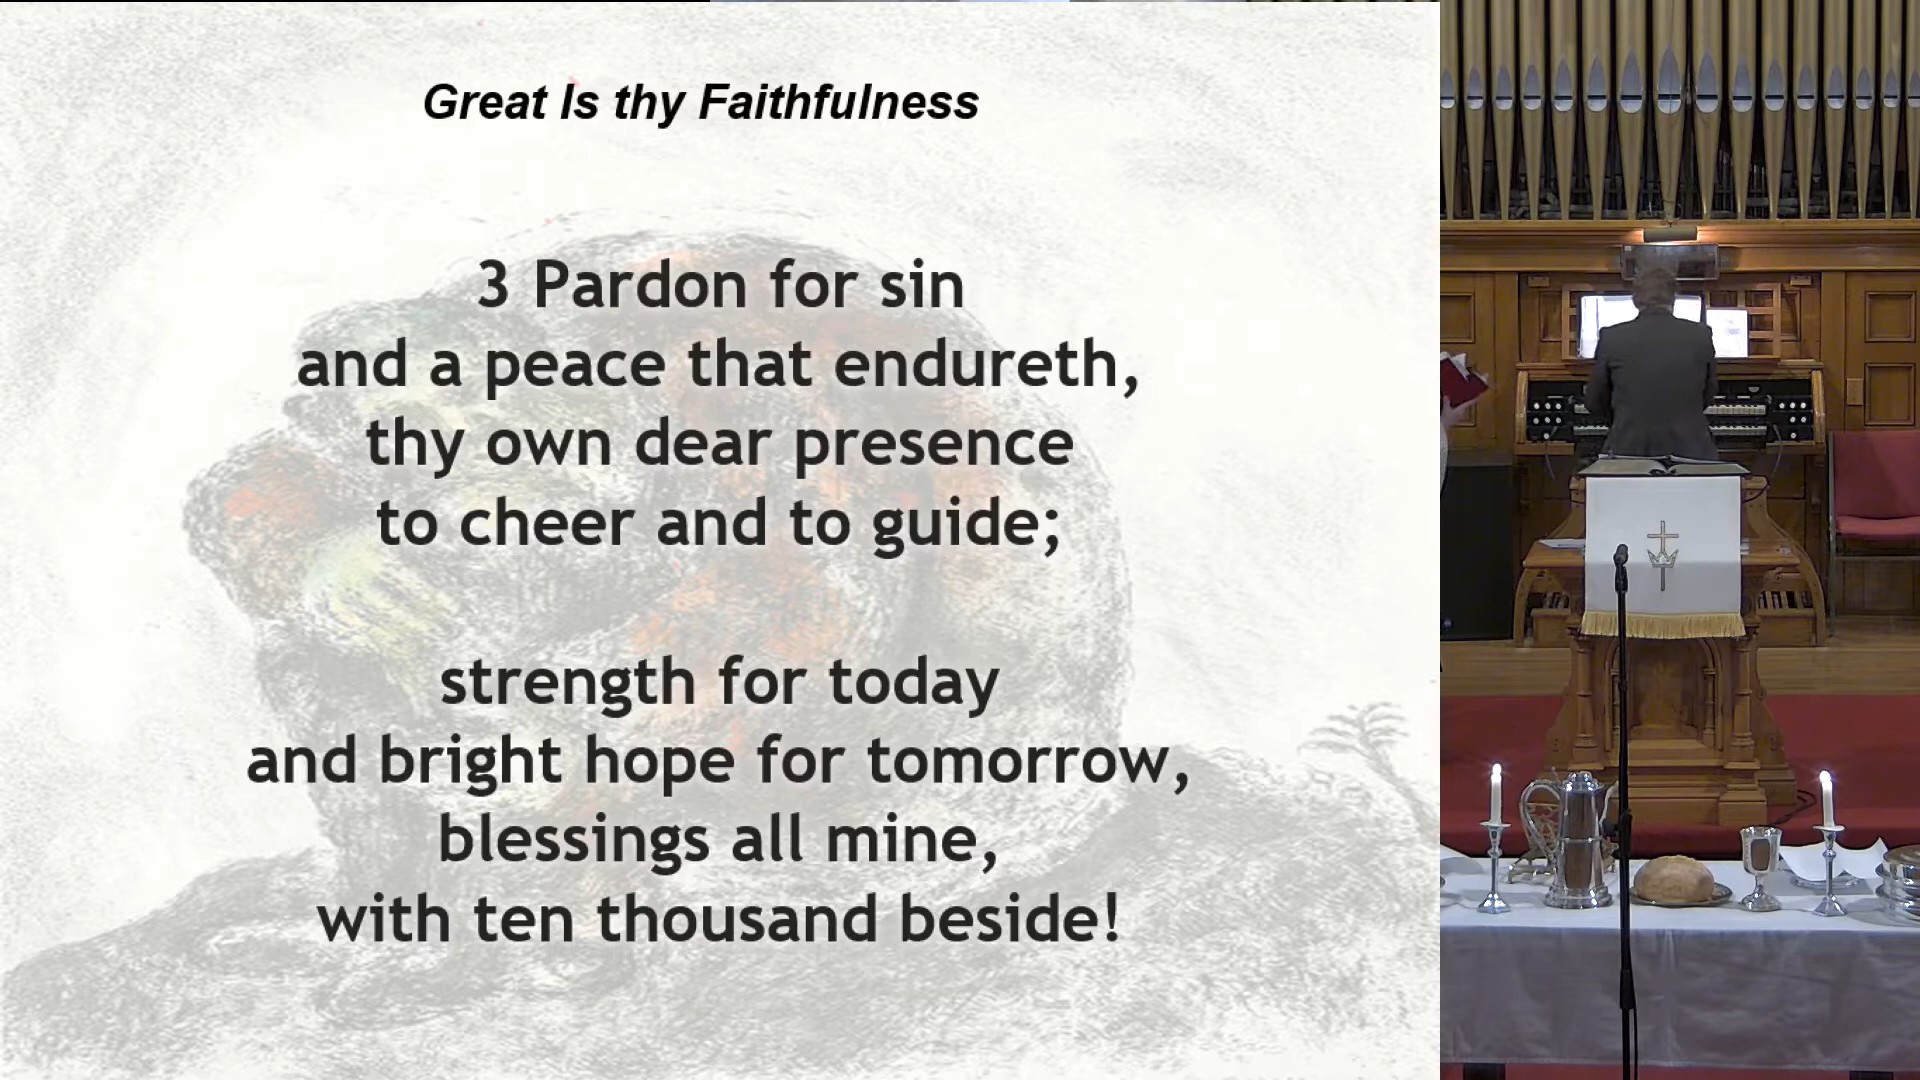 Great Is thy Faithfulness
3 Pardon for sin
and a peace that endureth,
thy own dear presence
to cheer and to guide;
strength for today
and bright hope for tomorrow,
blessings all mine,
with ten thousand beside!